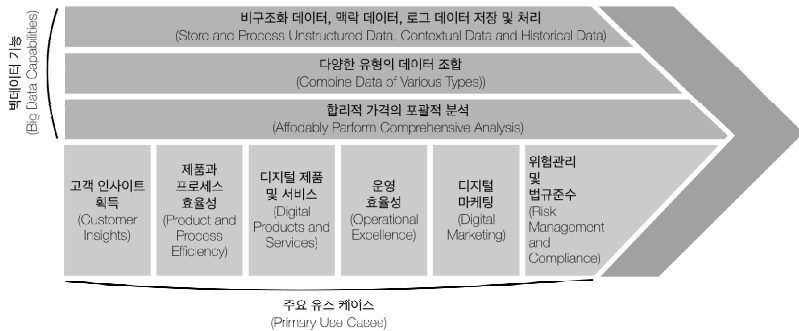 빅데이터 기능
(Big Data Capabilities)
비구조화 데이터, 맥락 데이터, 로그 데이터 저장 및 처리
(Store and Process Unstructured Data, Contextual Data and Historical Data)
다양한 유형의 데이터 조합
(Combine Data of Various Types))
합리적 가격의 포괄적 분석
(Affodably Parform Comprehensive Analysis)
고객 인사이트
획득
(Customer
Insights)
제품과
프로세스
효율성
(Product and
Process
Efficiency)
디지털 제품
및 서비스
(Digital
Products and
Services)
운영
효율성
(Operational
Excellence)
디지털
마케팅
(Digital
Marketing)
위험관리
및
법규준수
(Risk
Management
and
Compliance)
주요 유스 케이스
(Primary Use Cases)